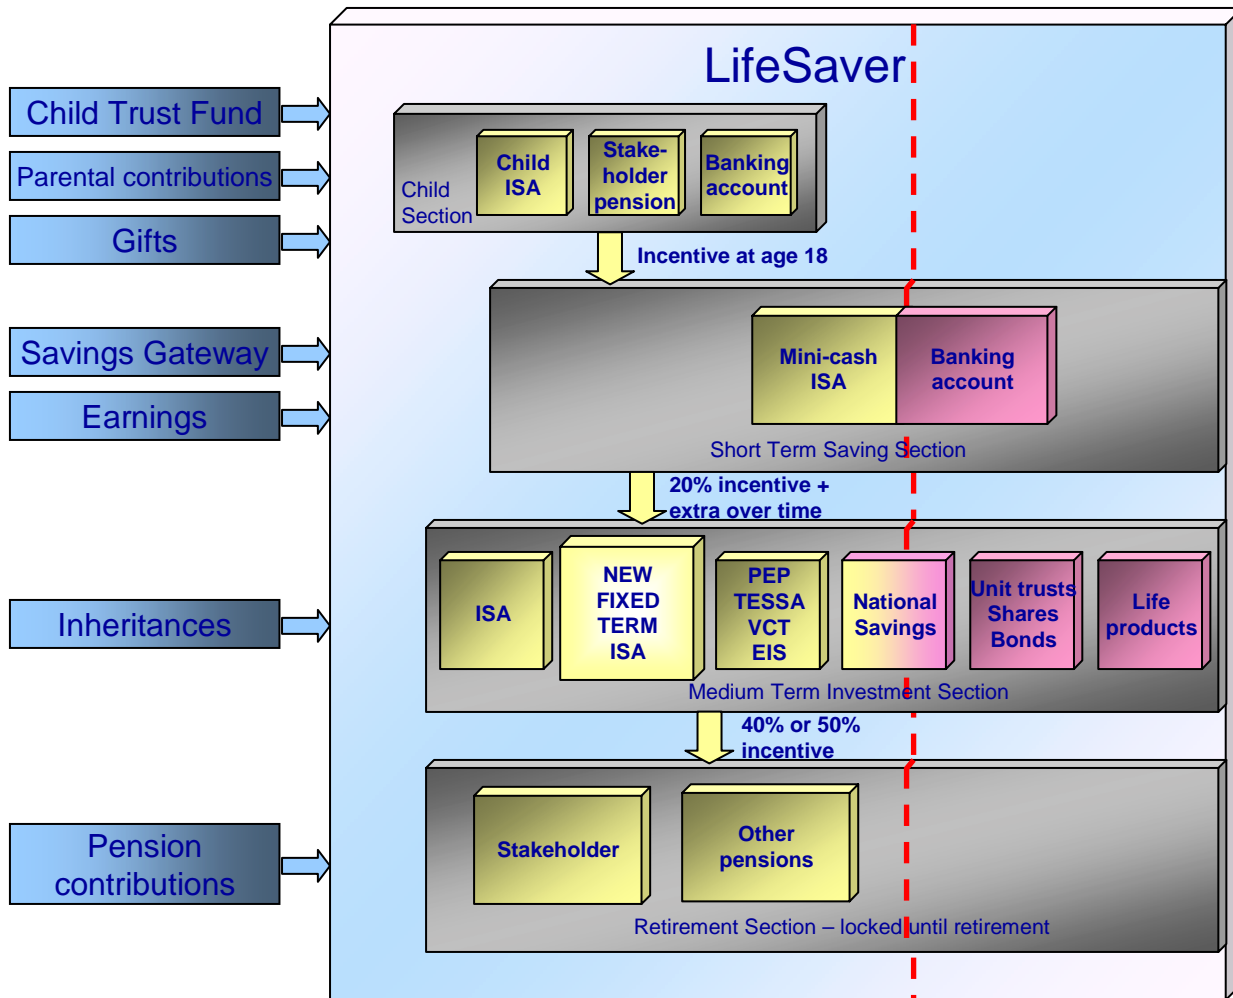 LifeSaver
Child Trust Fund
Parental contributions
Gifts
Child
Section
Child
ISA
Stake-
holder
pension
Banking
account
Incentive at age 18
Savings Gateway
Earnings
Mini-cash
ISA
Banking
account
Short Term Saving Section
20% incentive +
extra over time
Inheritances
ISA
NEW
FIXED
TERM
ISA
PEP
TESSA
VCT
EIS
National
Savings
Unit trusts
Shares
Bonds
Life
products
Medium Term Investment Section
40% or 50%
incentive
Pension
contributions
Stakeholder
Other
pensions
Retirement Section – locked until retirement